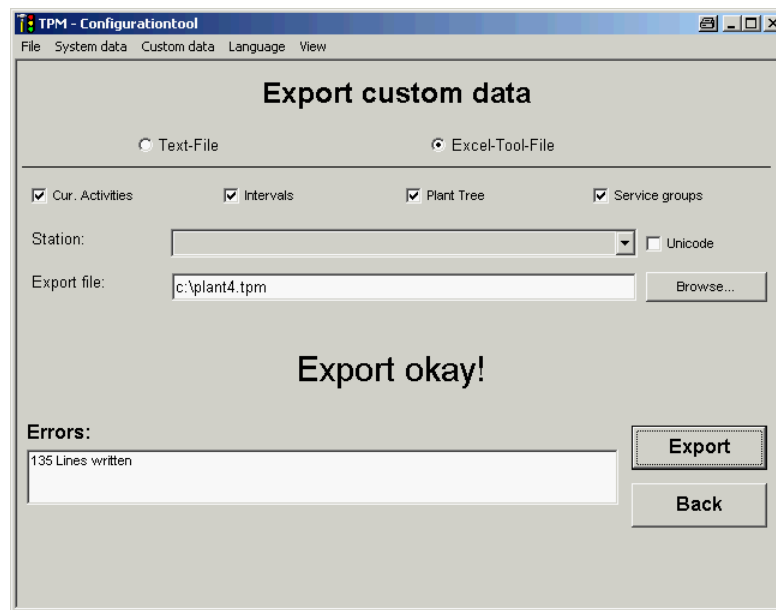 TPM - Configurationtool
File System data Custom data Language View
Export custom data
Text-File Excel-Tool-File
Cur. Activities Intervals Plant Tree Service groups
Station: Unicode
Export file: c:\plant4.tpm Browse...
Export okay!
Errors:
135 Lines written
Export
Back